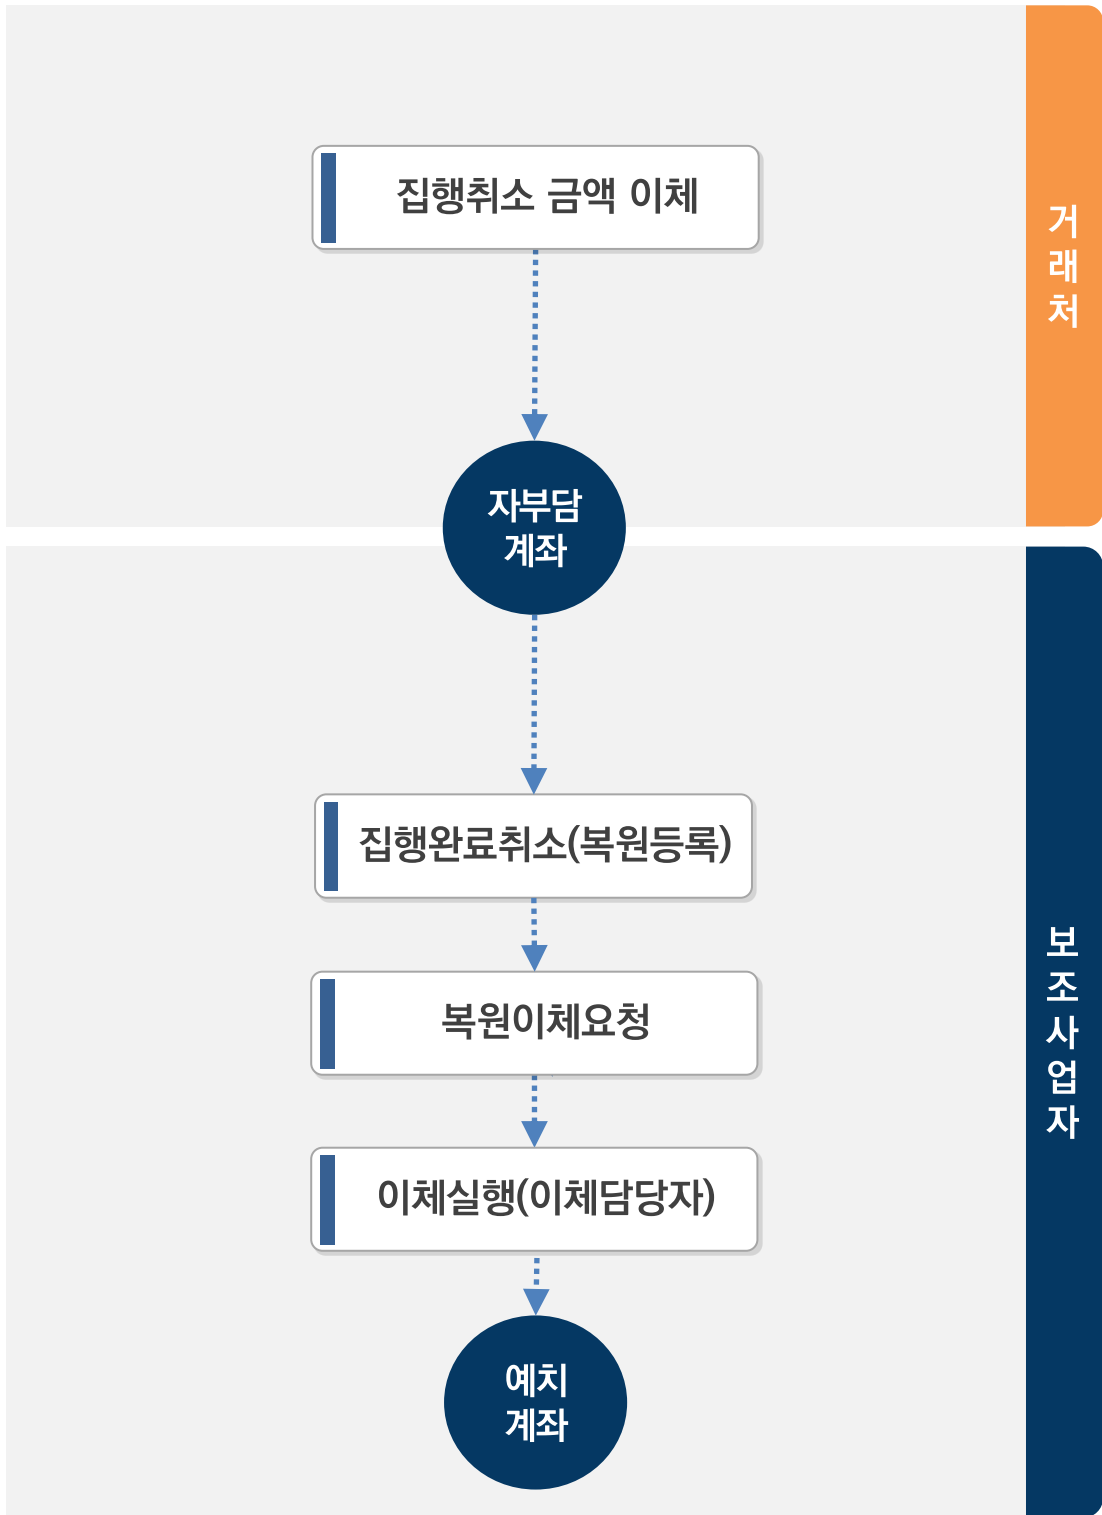 집행취소 금액 이체
거
래
처
자부담
계좌
집행완료취소(복원등록)
복원이체요청
이체실행(이체담당자)
예치
계좌
보
조
사
업
자